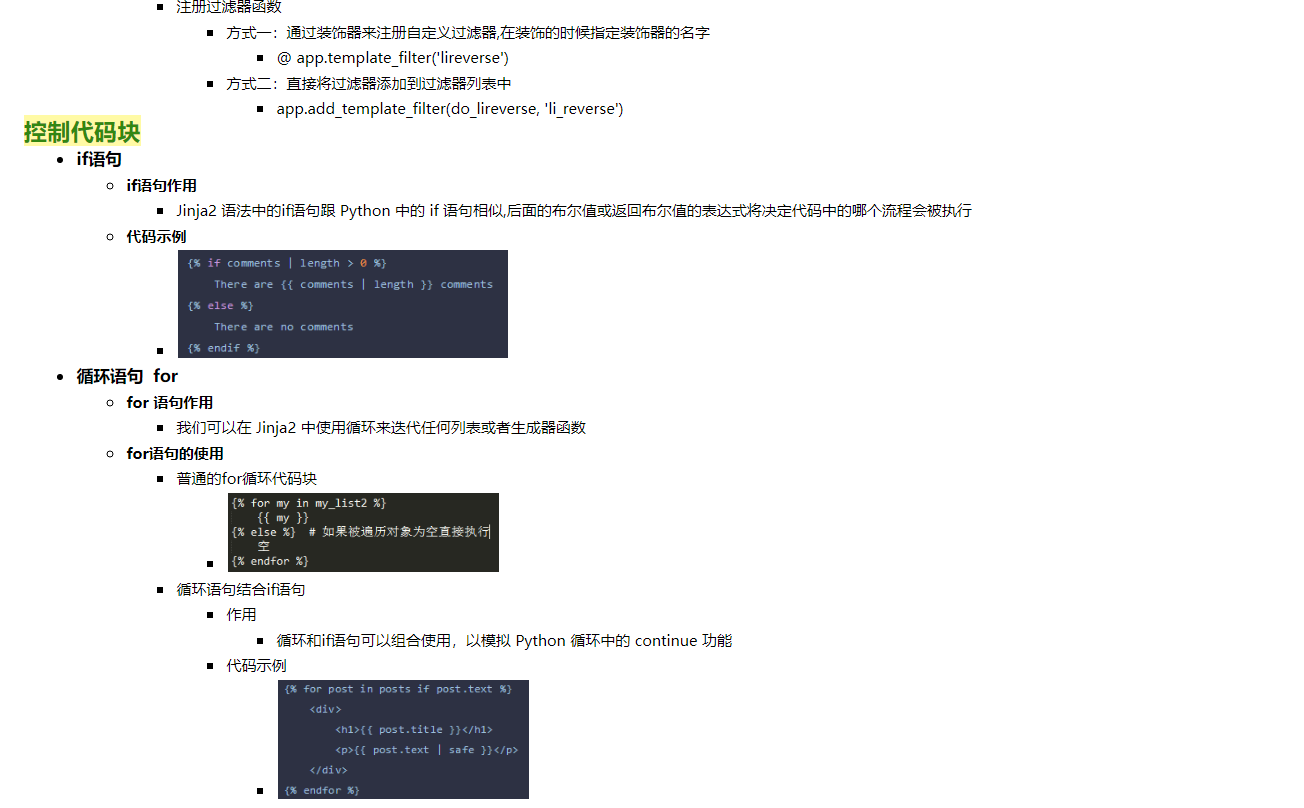 注册过滤器函数
方式一：通过装饰器来注册自定义过滤器,在装饰的时候指定装饰器的名字
@ app.template_filter('lireverse')
方式二：直接将过滤器添加到过滤器列表中
app.add_template_filter(do_lireverse, 'li_reverse')
控制代码块
if语句
if语句作用
Jinja2 语法中的if语句跟 Python 中的 if 语句相似,后面的布尔值或返回布尔值的表达式将决定代码中的哪个流程会被执行
代码示例
{% if comments | length > 0 %}
There are {{ comments | length }} comments
{% else %}
There are no comments
{% endif %}
循环语句 for
for 语句作用
我们可以在 Jinja2 中使用循环来迭代任何列表或者生成器函数
for语句的使用
普通的for循环代码块
{% for my in my_list2 %}
{{ my }}
{% else %} # 如果被遍历对象为空直接执行
空
{% endfor %}
循环语句结合if语句
作用
循环和if语句可以组合使用，以模拟 Python 循环中的 continue 功能
代码示例
{% for post in posts if post.text %}
<div>
<h1>{{ post.title }}</h1>
<p>{{ post.text | safe }}</p>
</div>
{% endfor %}